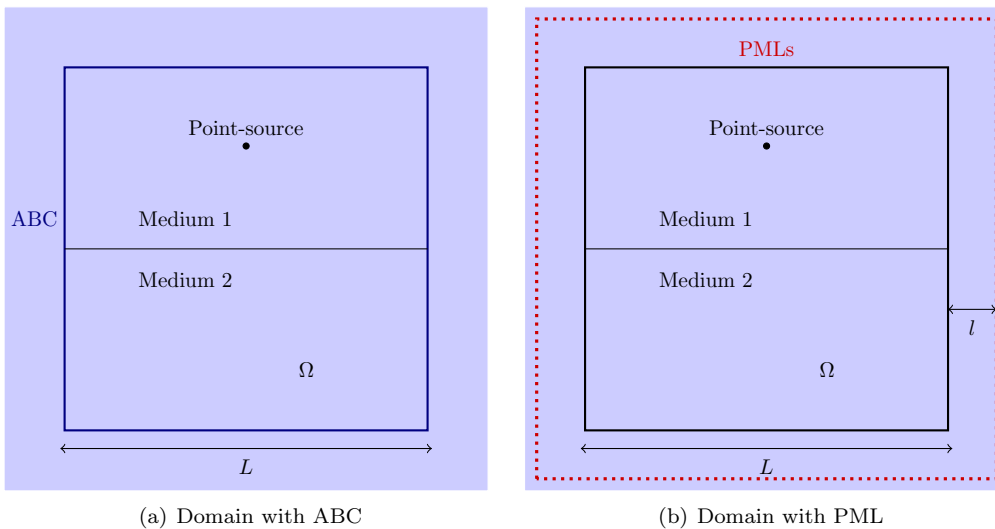 Point-source
ABC
Medium 1
Medium 2
Ω
L
(a) Domain with ABC
PMLs
Point-source
Medium 1
Medium 2
l
Ω
L
(b) Domain with PML